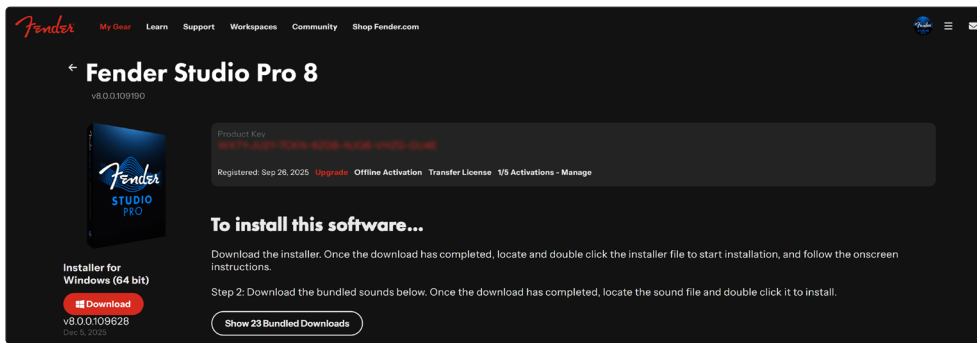 Fender
My Gear Learn Support Workspaces Community Shop Fender.com
Fender Studio Pro 8
v8.0.0.109190
Fender
STUDIO
PRO
Product Key
Registered: Sep 26, 2025 Upgrade Offline Activation Transfer License 1/5 Activations - Manage
To install this software...
Download the installer. Once the download has completed, locate and double click the installer file to start installation, and follow the onscreen
instructions.
Step 2: Download the bundled sounds below. Once the download has completed, locate the sound file and double click it to install.
Show 23 Bundled Downloads
Installer for
Windows (64 bit)
Download
v8.0.0.109628
Dec 5, 2025